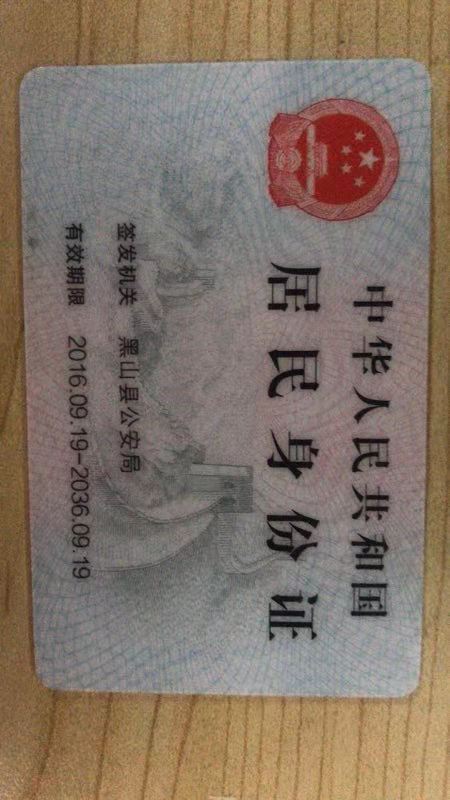 中华人民共和国
居民身份证
签发机关 黑山县公安局
有效期限 2016.09.19-2036.09.19